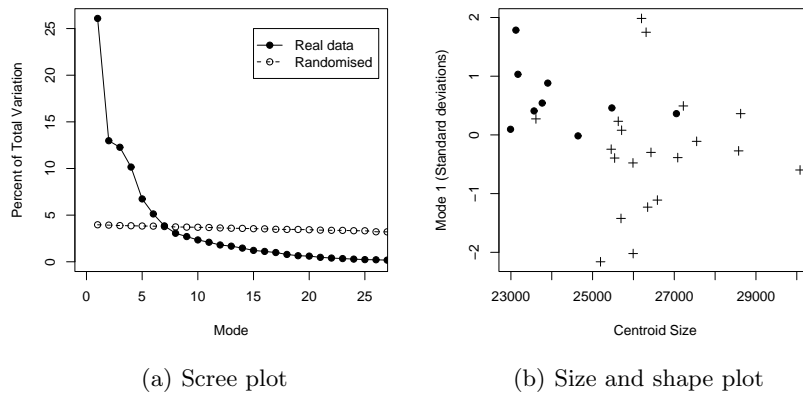 Percent of Total Variation
25
20
15
10
5
0
Real data
Randomised
0 5 10 15 20 25
Mode
(a) Scree plot
Mode 1 (Standard deviations)
2
1
0
−1
−2
23000 25000 27000 29000
Centroid Size
(b) Size and shape plot